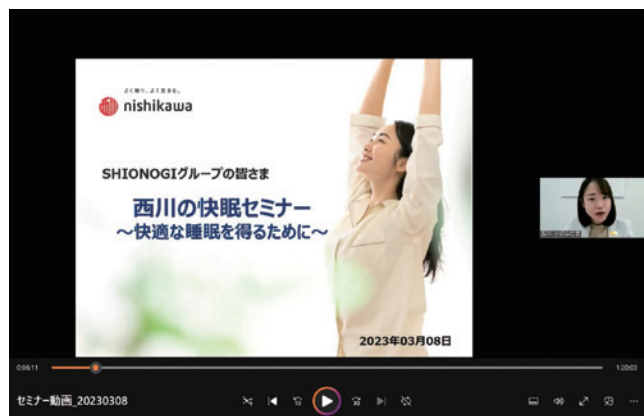 よく眠り、よく生きる。
nishikawa
SHIONOGIグループの皆さま
西川の快眠セミナー
～快適な睡眠を得るために～
2023年03月08日
0:06:11
1:20:03
セミナー動画_20230308
10
30